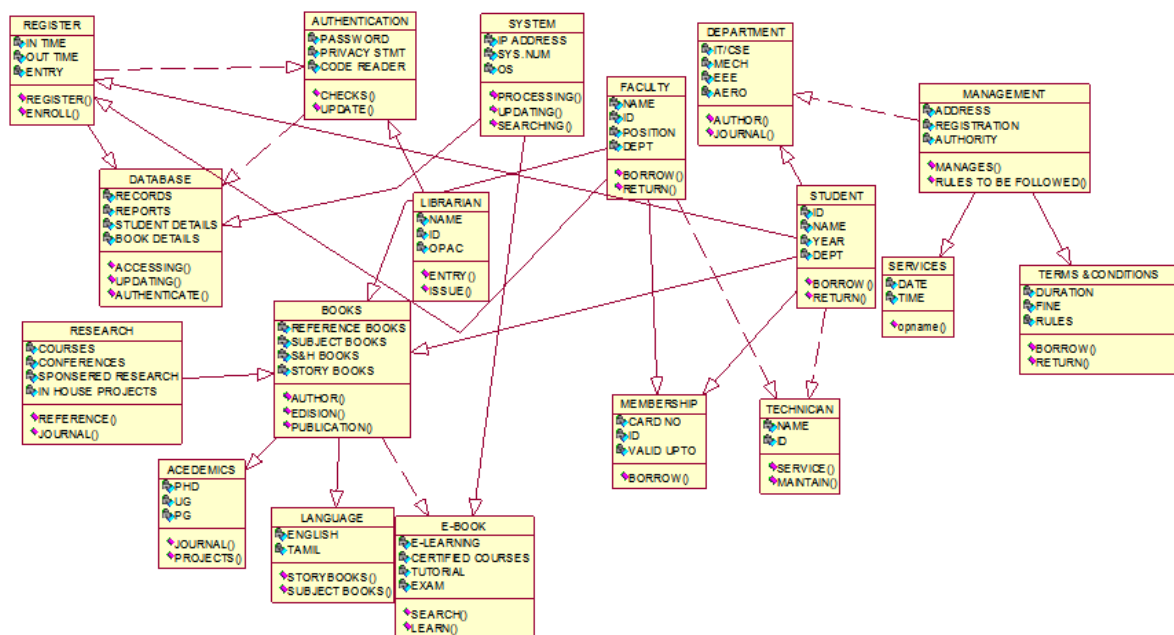 REGISTER
IN TIME
OUT TIME
ENTRY
REGISTER()
ENROLL()
AUTHENTICATION
PASSWORD
PRIVACY STMT
CODE READER
CHECKS()
UPDATE()
SYSTEM
IP ADDRESS
SYS.NUM
OS
PROCESSING()
UPDATING()
SEARCHING()
DEPARTMENT
IT/CSE
MECH
EEE
AERO
AUTHOR()
JOURNAL()
FACULTY
NAME
ID
POSITION
DEPT
BORROW()
RETURN()
MANAGEMENT
ADDRESS
REGISTRATION
AUTHORITY
MANAGES()
RULES TO BE FOLLOWED()
DATABASE
RECORDS
REPORTS
STUDENT DETAILS
BOOK DETAILS
ACCESSING()
UPDATING()
AUTHENTICATE()
LIBRARIAN
NAME
ID
OPAC
ENTRY()
ISSUE()
STUDENT
ID
NAME
YEAR
DEPT
BORROW()
RETURN()
SERVICES
DATE
TIME
opname()
TERMS & CONDITIONS
DURATION
FINE
RULES
BORROW()
RETURN()
BOOKS
REFERENCE BOOKS
SUBJECT BOOKS
S&H BOOKS
STORY BOOKS
AUTHOR()
EDISION()
PUBLICATION()
RESEARCH
COURSES
CONFERENCES
SPONSERED RESEARCH
IN HOUSE PROJECTS
REFERENCE()
JOURNAL()
MEMBERSHIP
CARD NO
ID
VALID UPTO
BORROW()
TECHNICIAN
NAME
ID
SERVICE()
MAINTAIN()
ACEDEMICS
PHD
UG
PG
JOURNAL()
PROJECTS()
LANGUAGE
ENGLISH
TAMIL
STORYBOOKS()
SUBJECT BOOKS()
E-BOOK
E-LEARNING
CERTIFIED COURSES
TUTORIAL
EXAM
SEARCH()
LEARN()